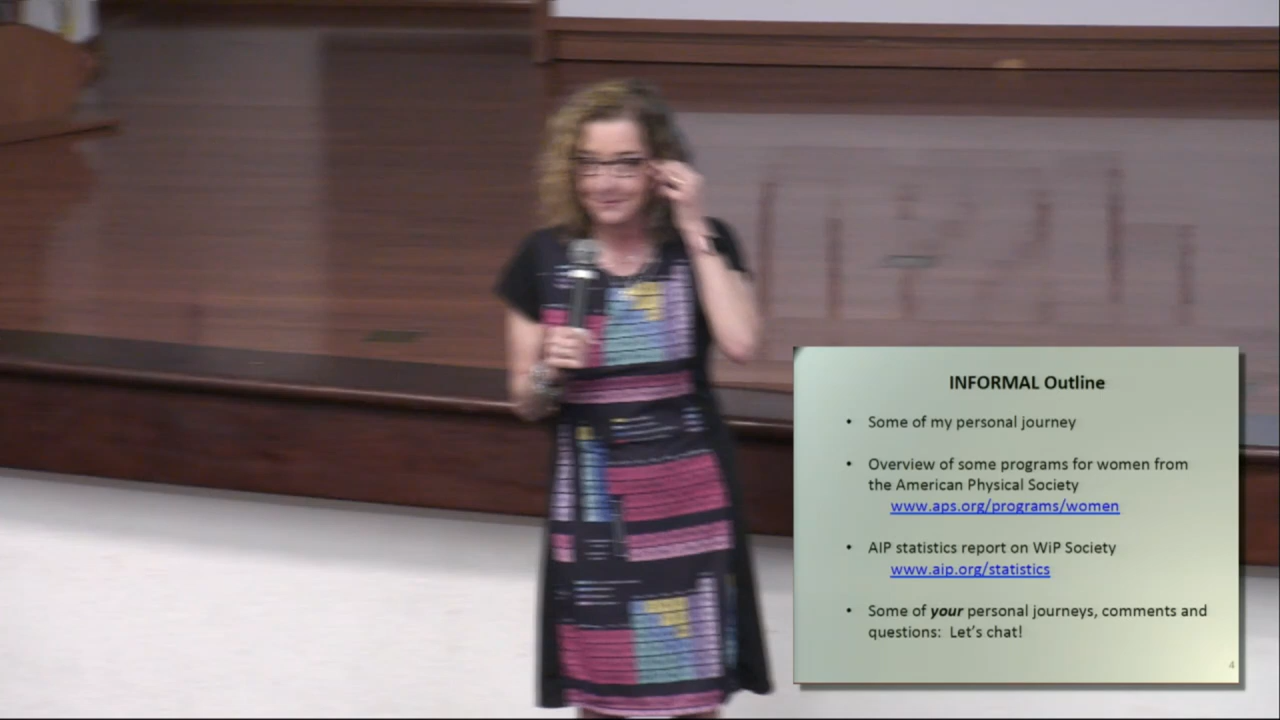 INFORMAL Outline
• Some of my personal journey
• Overview of some programs for women from
the American Physical Society
www.aps.org/programs/women
• AIP statistics report on WiP Society
www.aip.org/statistics
• Some of your personal journeys, comments and
questions: Let's chat!
4